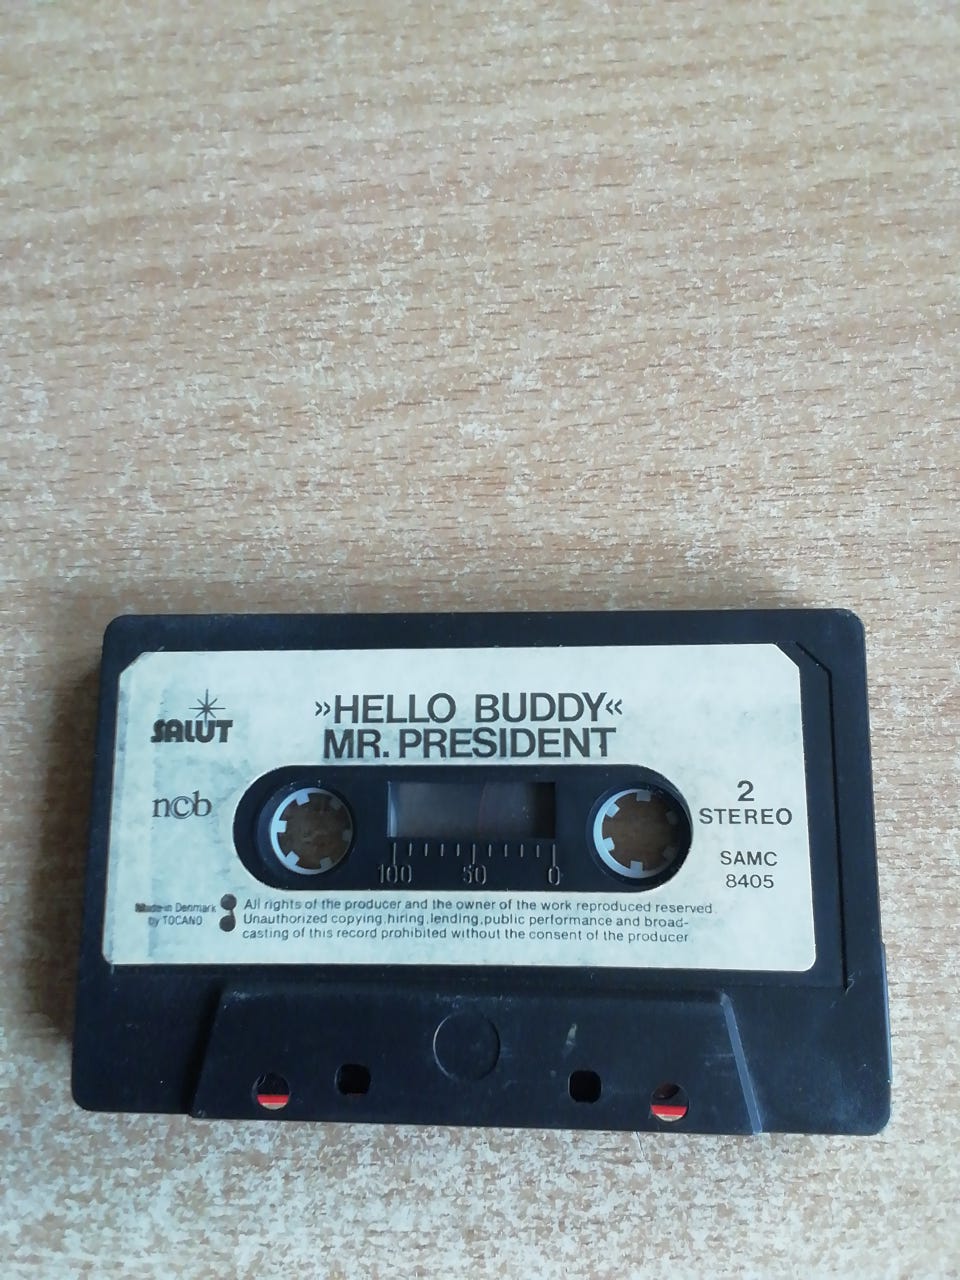 SALUT
»HELLO BUDDY«
MR. PRESIDENT
ncb
2
STEREO
SAMC
8405
100 50 0
Made in Denmark
by TOCANO
All rights of the producer and the owner of the work reproduced reserved.
Unauthorized copying, hiring, lending, public performance and broad-
casting of this record prohibited without the consent of the producer